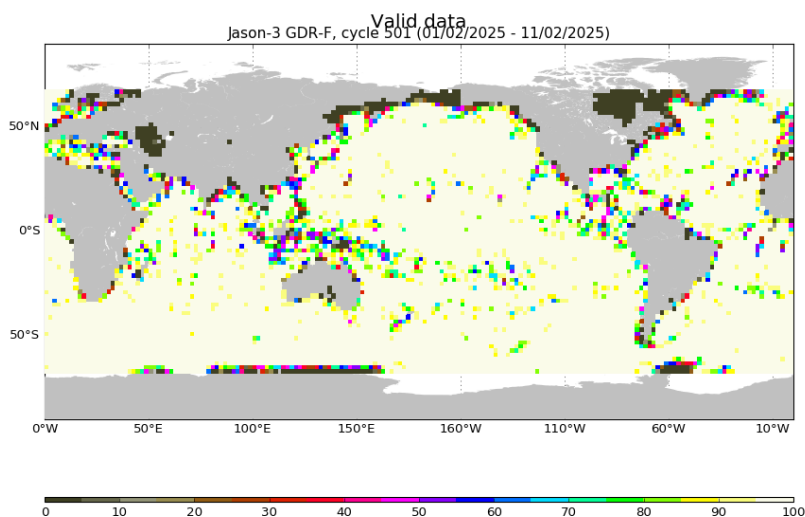 Valid data
Jason-3 GDR-F, cycle 501 (01/02/2025 - 11/02/2025)
50°N
0°S
50°S
0°W 50°E 100°E 150°E 160°W 110°W 60°W 10°W
0 10 20 30 40 50 60 70 80 90 100